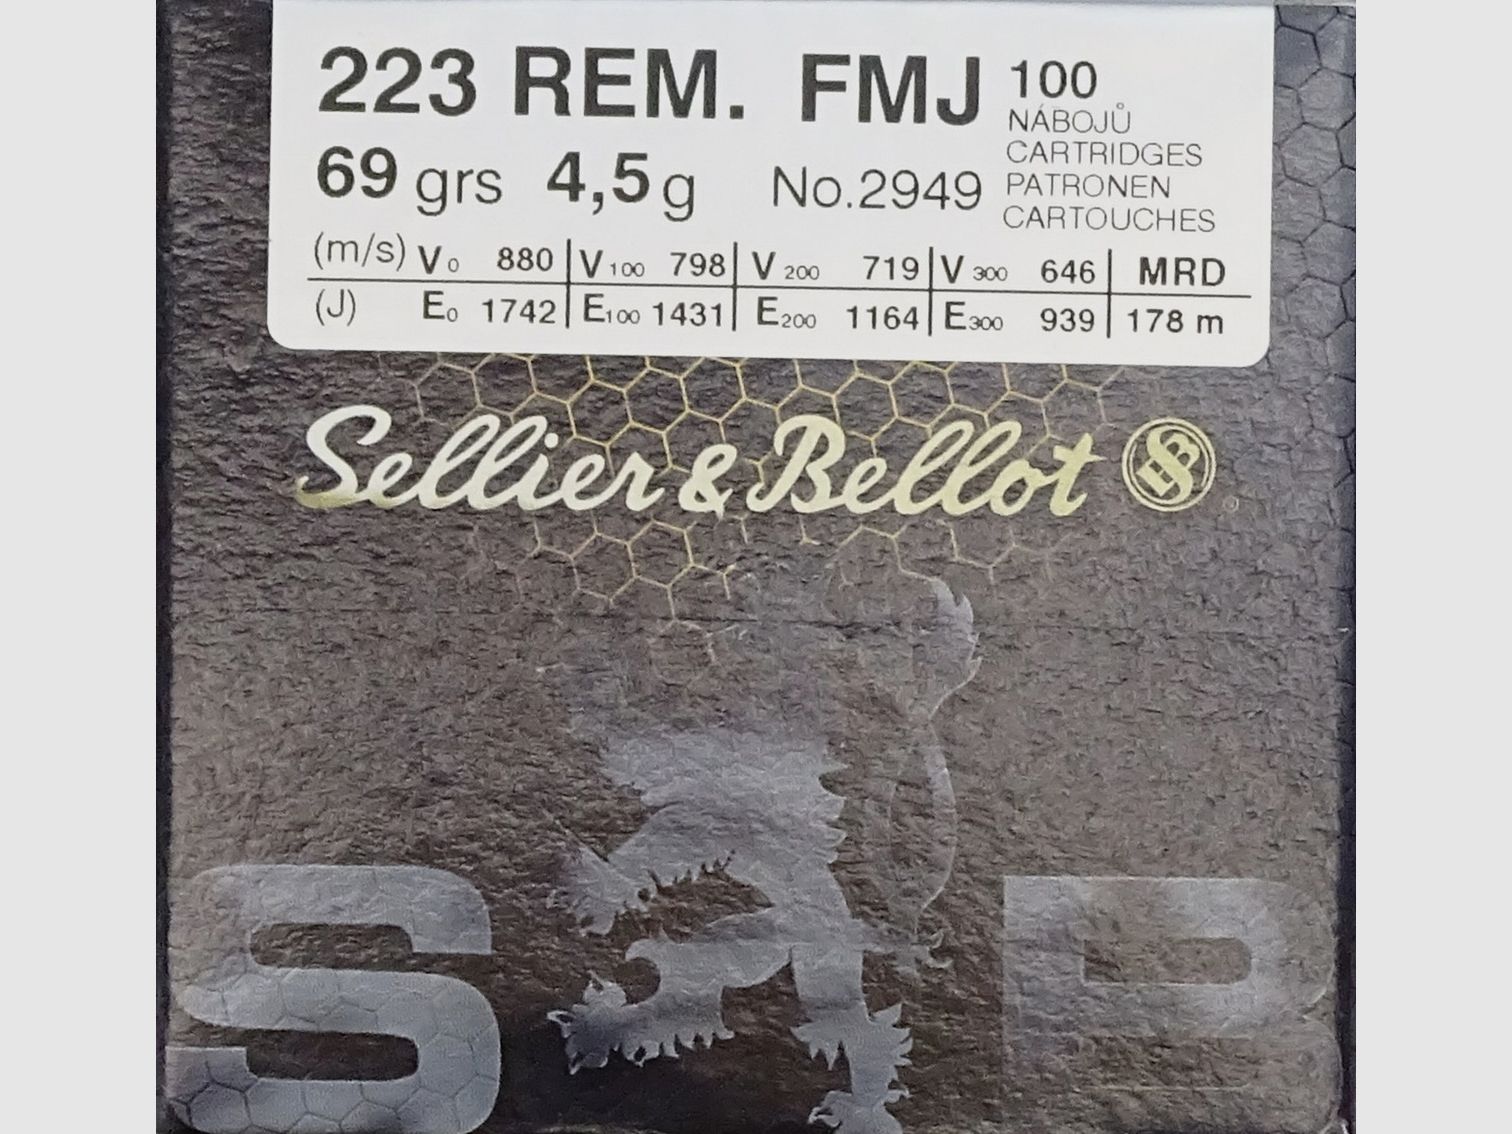 223 REM. FMJ 100
NÁBOJŮ
CARTRIDGES
69 grs 4,5 g No.2949 PATRONEN
CARTOUCHES
(m/s) V0 880 V100 798 V200 719 V300 646 MRD
(J) E0 1742 E100 1431 E200 1164 E300 939 178 m
Sellier & Bellot SB
®
S B